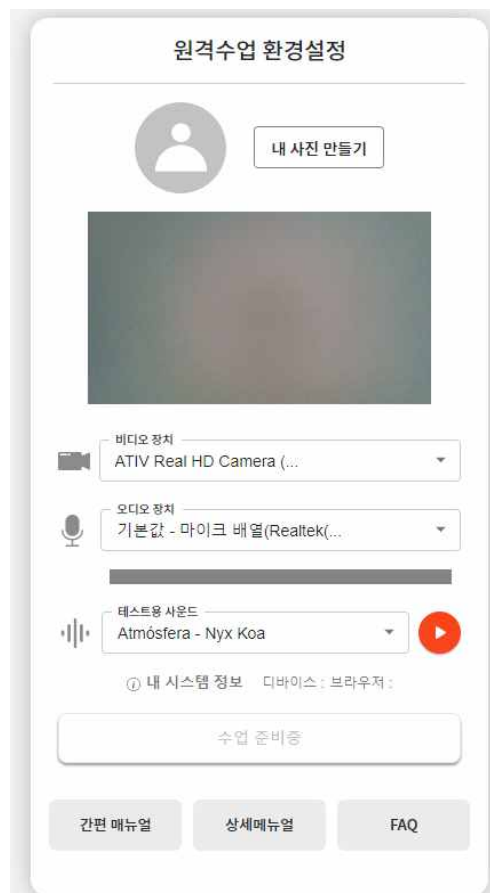 원격수업 환경설정
내 사진 만들기
비디오 장치
ATIV Real HD Camera (...
오디오 장치
기본값 - 마이크 배열(Realtek(...
테스트용 사운드
Atmósfera - Nyx Koa
내 시스템 정보 디바이스 : 브라우저 :
수업 준비중
간편 매뉴얼 상세메뉴얼 FAQ